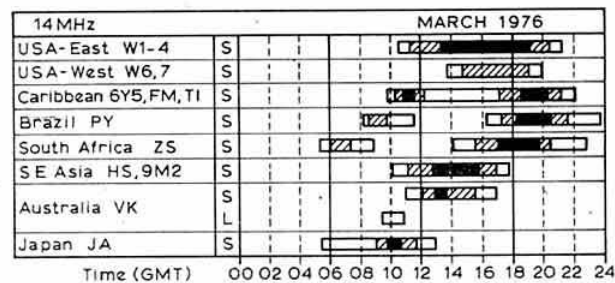 14MHz MARCH 1976
USA-East W1-4 S
USA-West W6,7 S
Caribbean 6Y5,FM,TI S
Brazil PY S
South Africa ZS S
SE Asia HS,9M2 S
Australia VK S
L
Japan JA S
Time (GMT) 00 02 04 06 08 10 12 14 16 18 20 22 24